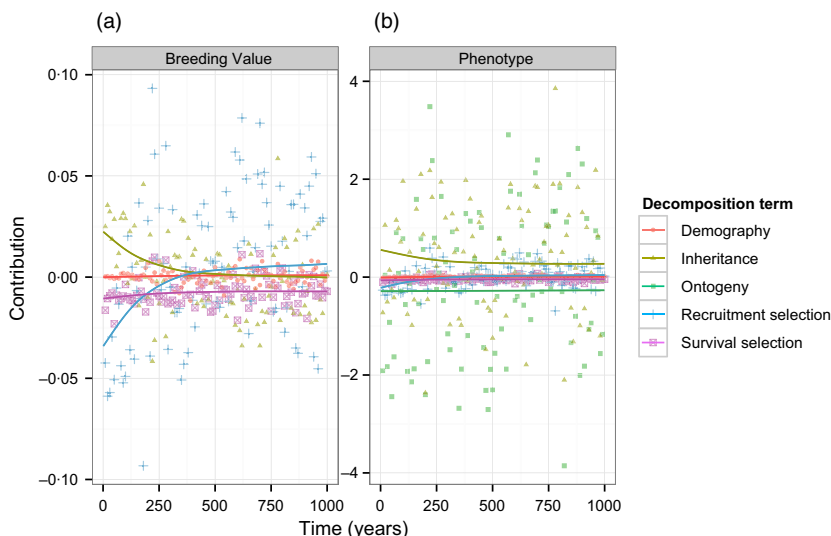 (a)
(b)
Breeding Value
Phenotype
0·10
0·05
0·00
–0·05
–0·10
4
2
0
–2
–4
Contribution
0 250 500 750 1000
0 250 500 750 1000
Time (years)
Decomposition term
Demography
Inheritance
Ontogeny
Recruitment selection
Survival selection